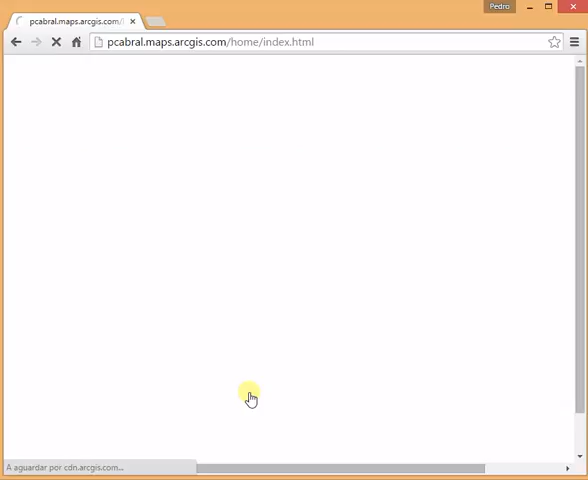 Pedro
pcabral.maps.arcgis.com/
pcabral.maps.arcgis.com/home/index.html
A aguardar por cdn.arcgis.com...